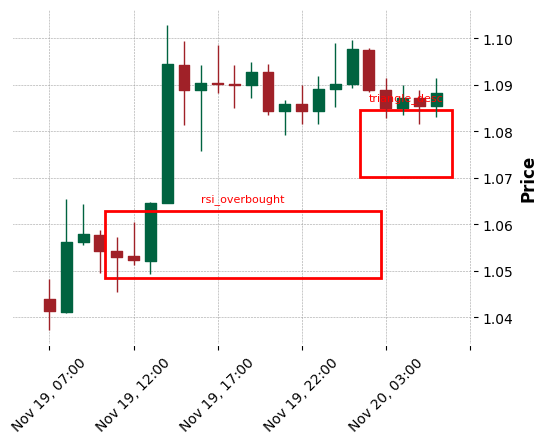 1.10
1.09
triangle_desc
1.08
1.07
rsi_overbought
1.06
1.05
1.04
Price
Nov 19, 07:00
Nov 19, 12:00
Nov 19, 17:00
Nov 19, 22:00
Nov 20, 03:00